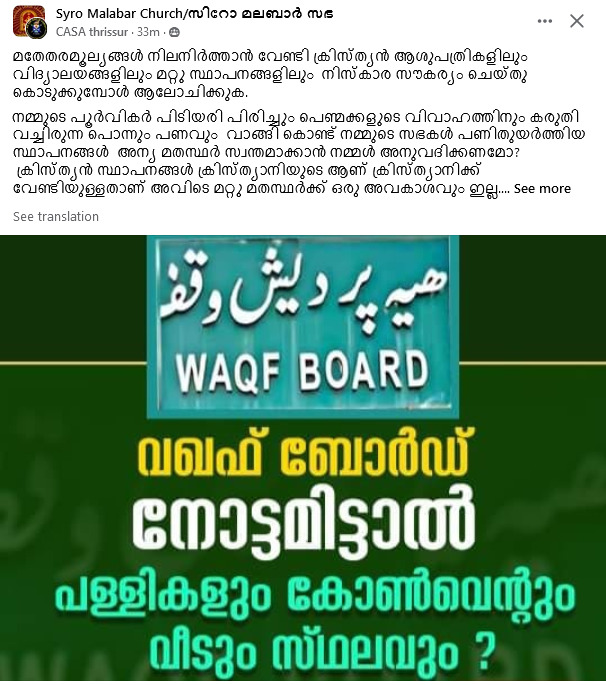 Syro Malabar Church/സിറോ മലബാർ സഭ
CASA thrissur · 33m ·
മതേതരമൂല്യങ്ങൾ നിലനിർത്താൻ വേണ്ടി ക്രിസ്ത്യൻ ആശുപത്രികളിലും
വിദ്യാലയങ്ങളിലും മറ്റു സ്ഥാപനങ്ങളിലും നിസ്കാര സൗകര്യം ചെയ്തു
കൊടുക്കുമ്പോൾ ആലോചിക്കുക.
നമ്മുടെ പൂർവികർ പിടിയരി പിരിച്ചും പെണ്മക്കളുടെ വിവാഹത്തിനും കരുതി
വച്ചിരുന്ന പൊന്നും പണവും വാങ്ങി കൊണ്ട് നമ്മുടെ സഭകൾ പണിതുയർത്തിയ
സ്ഥാപനങ്ങൾ അന്യ മതസ്ഥർ സ്വന്തമാക്കാൻ നമ്മൾ അനുവദിക്കണമോ?
ക്രിസ്ത്യൻ സ്ഥാപനങ്ങൾ ക്രിസ്ത്യാനിയുടെ ആണ് ക്രിസ്ത്യാനിക്ക്
വേണ്ടിയുള്ളതാണ് അവിടെ മറ്റു മതസ്ഥർക്ക് ഒരു അവകാശവും ഇല്ല.... See more
See translation
ھیہ پردیش وقف
WAQF BOARD
വഖഫ് ബോർഡ്
നോട്ടമിട്ടാൽ
പള്ളികളും കോൺവെന്റും
വീടും സ്ഥലവും ?